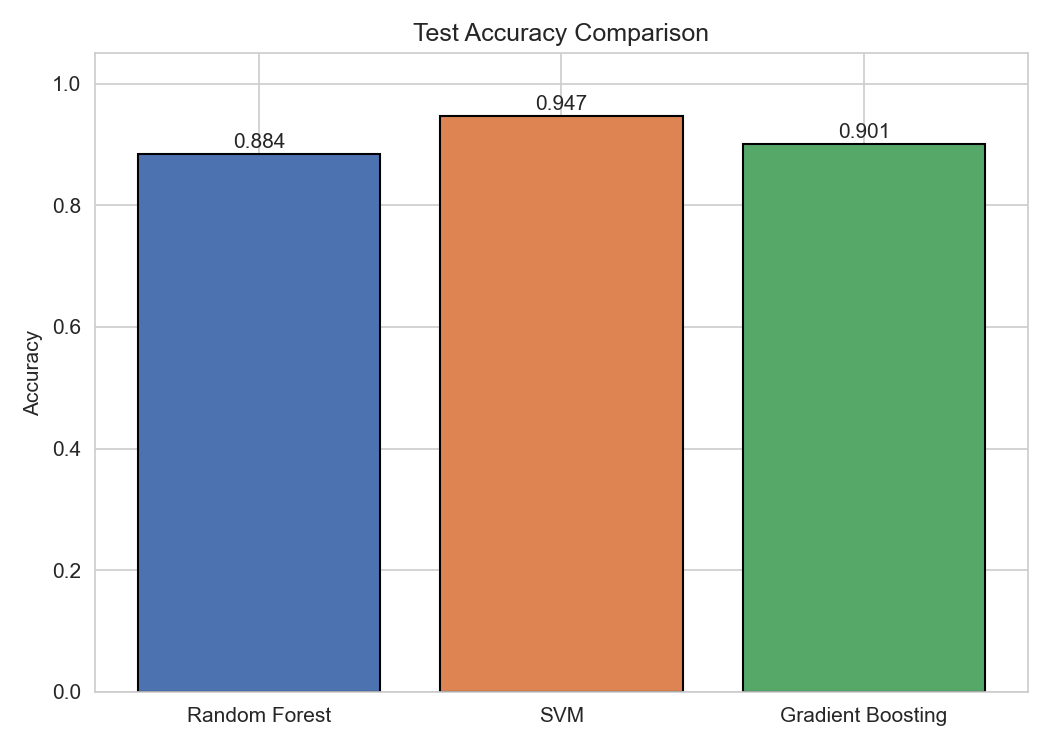 Test Accuracy Comparison
Accuracy
1.0
0.8
0.6
0.4
0.2
0.0
0.884
0.947
0.901
Random Forest
SVM
Gradient Boosting